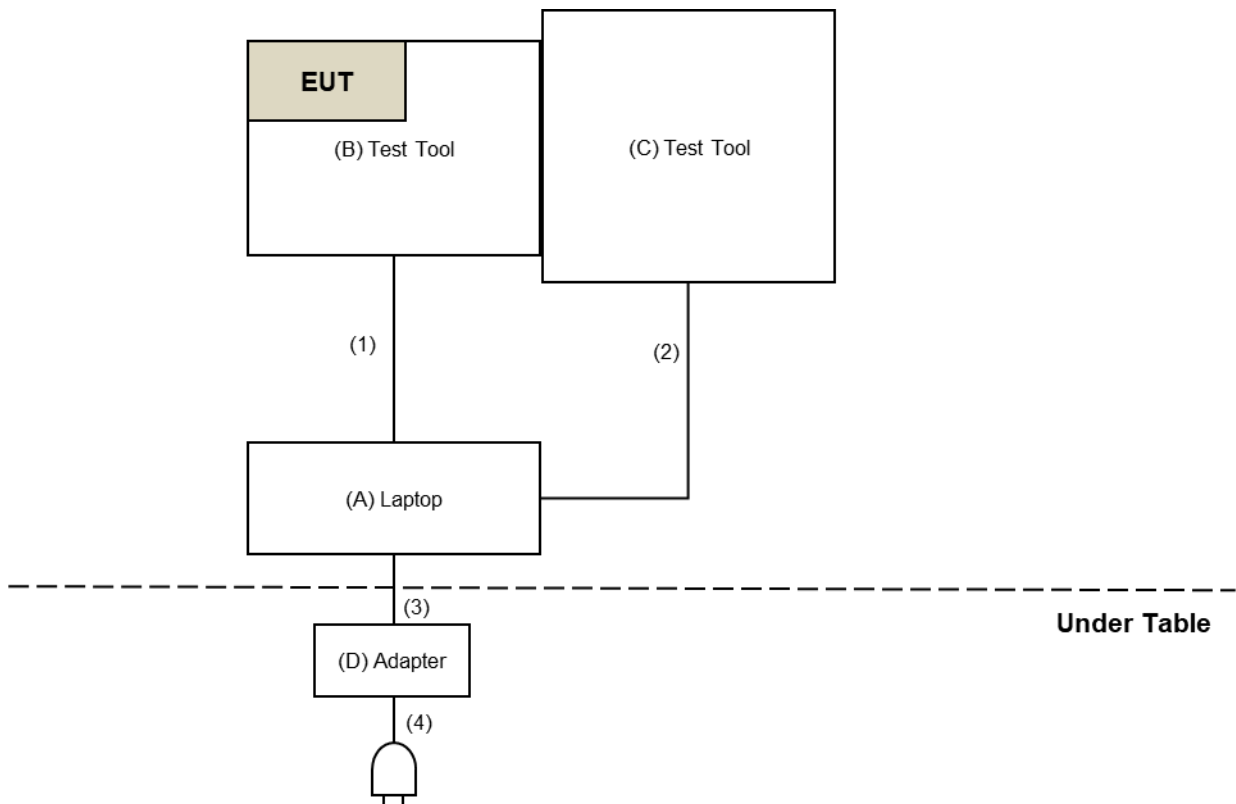 EUT
(B) Test Tool
(C) Test Tool
(1)
(2)
(A) Laptop
(3)
Under Table
(D) Adapter
(4)